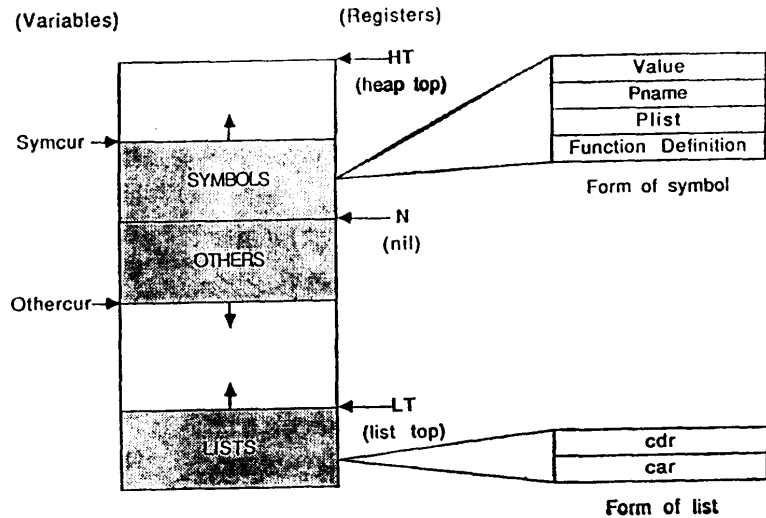 (Variables)
(Registers)
HT
(heap top)
Value
Pname
Plist
Function Definition
Form of symbol
Symcur
SYMBOLS
N
(nil)
OTHERS
Othercur
LT
(list top)
LISTS
cdr
car
Form of list